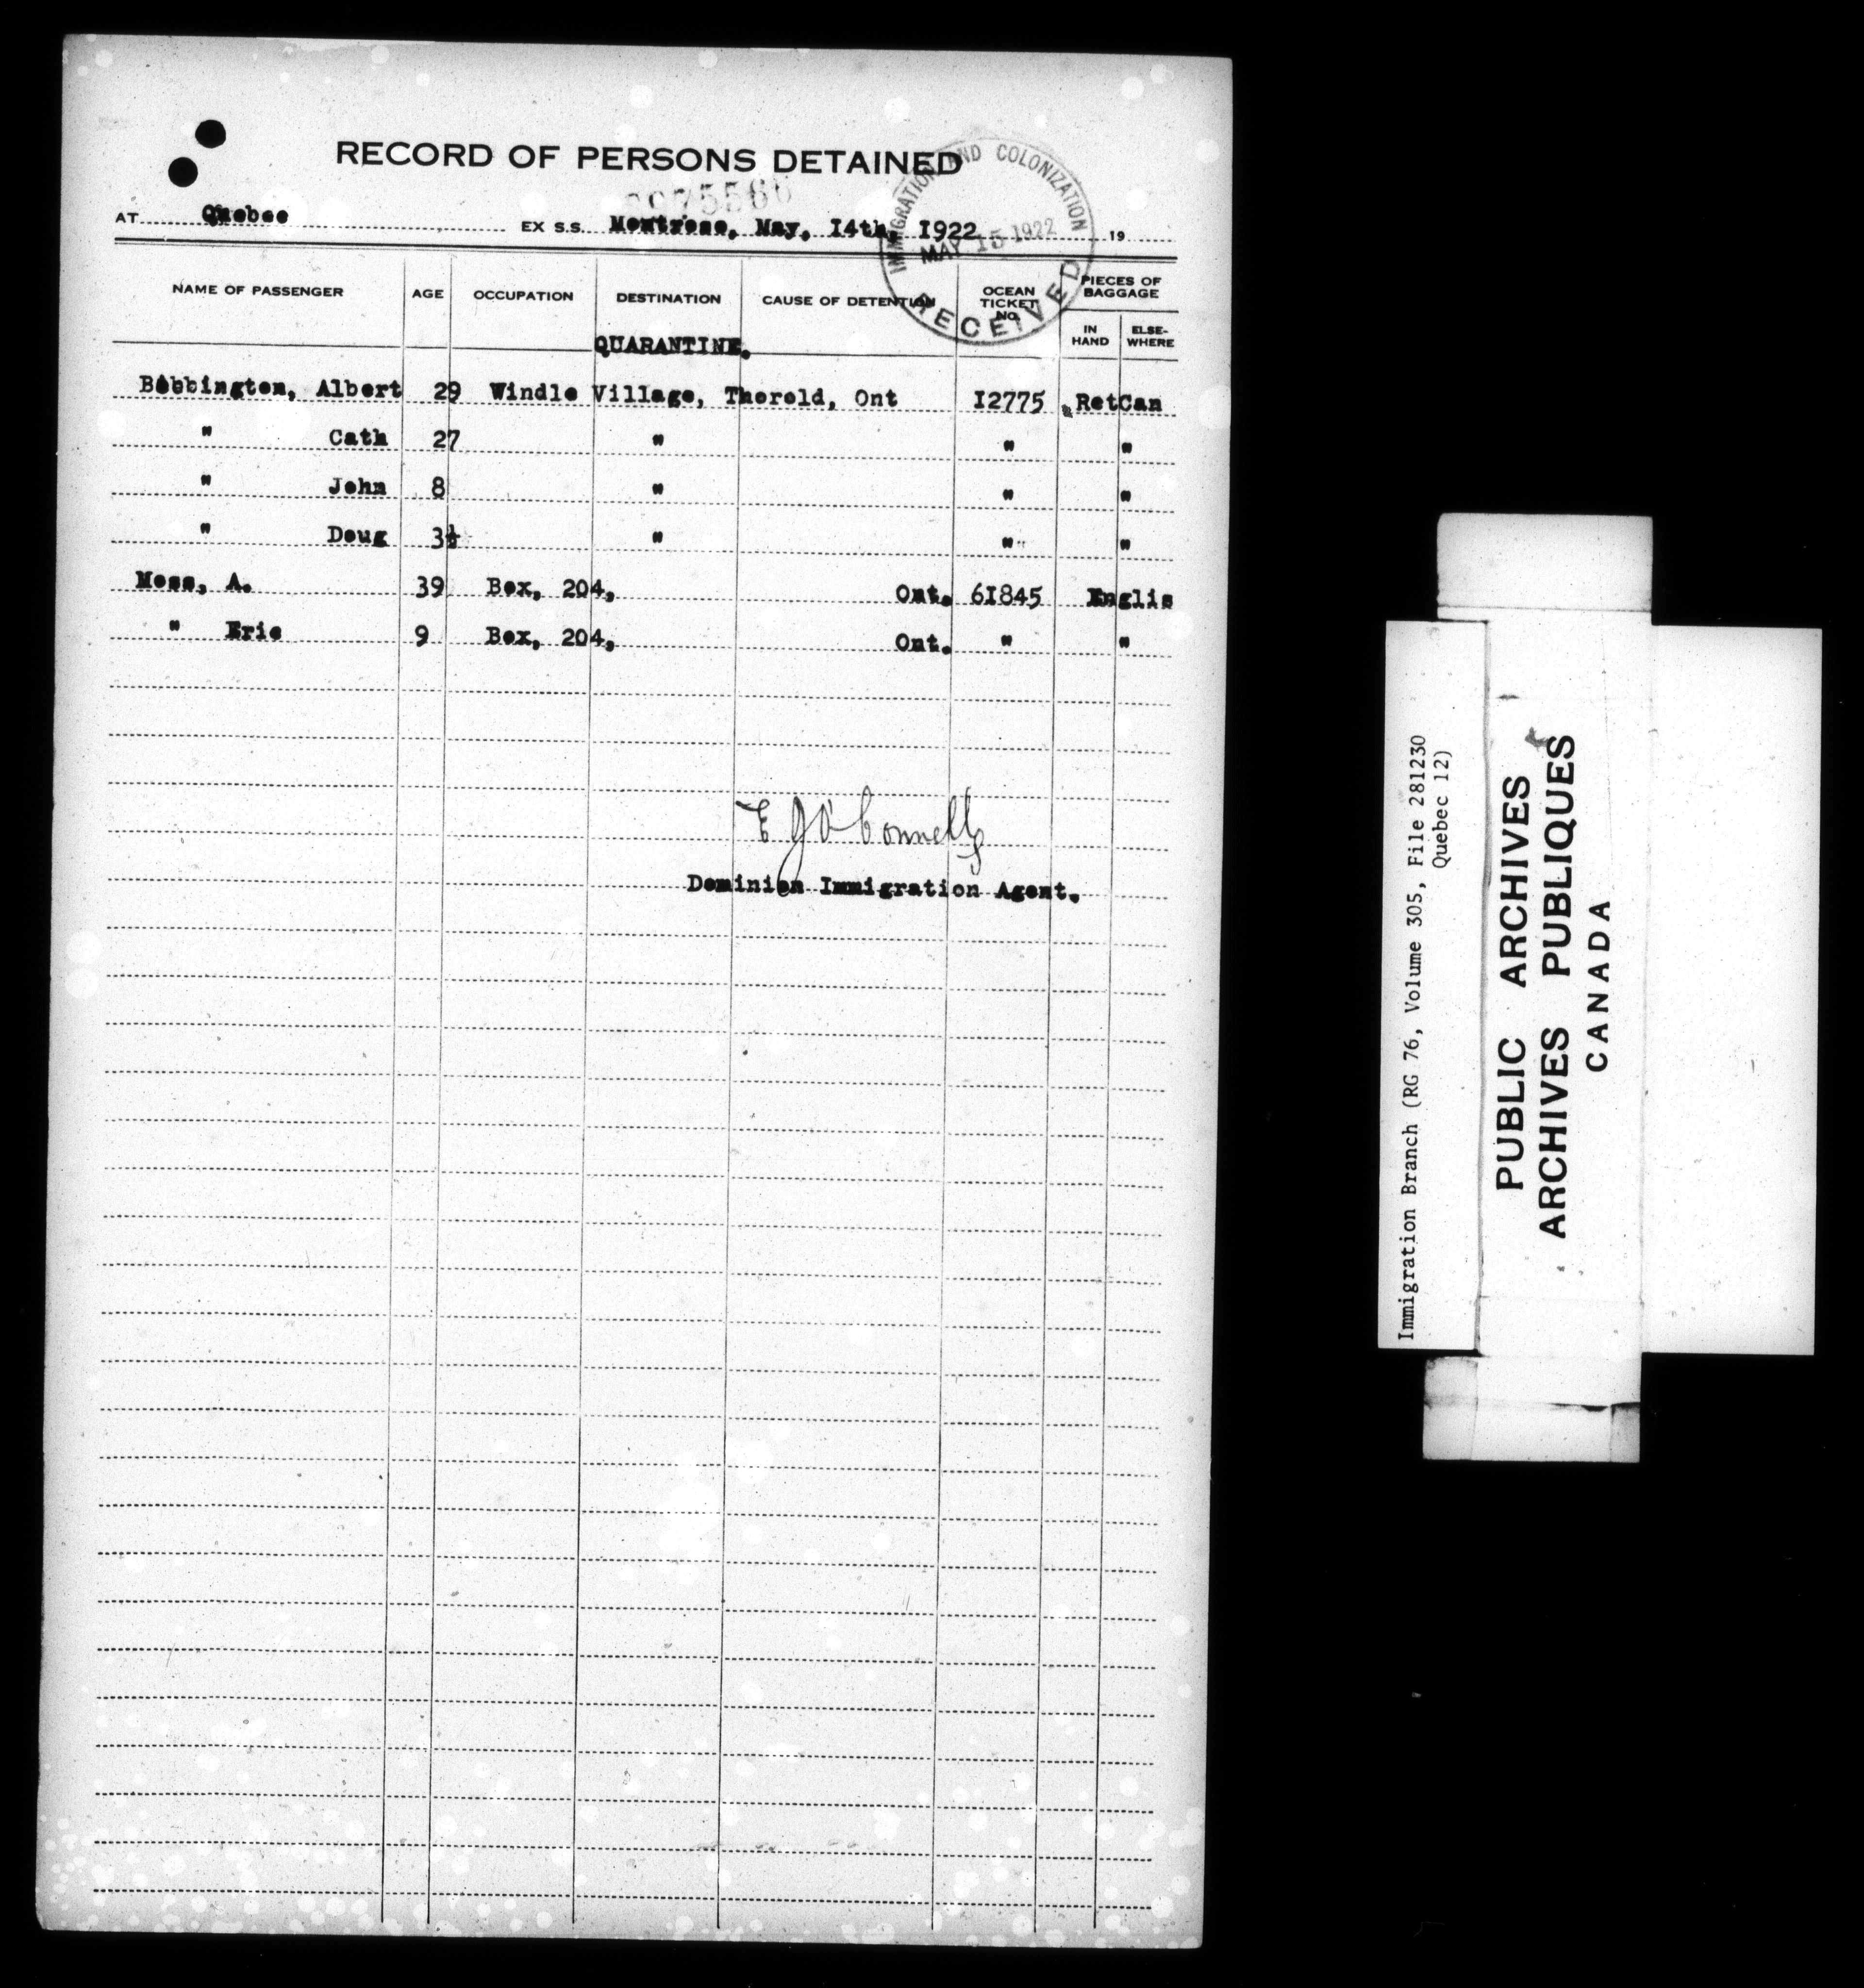 RECORD OF PERSONS DETAINED
AT Quebec EX S.S. Montrose, May, 14th, 1922 19
IMMIGRATION AND COLONIZATION
MAY 15 1922
RECEIVED
NAME OF PASSENGER AGE OCCUPATION DESTINATION CAUSE OF DETENTION OCEAN TICKET NO. PIECES OF BAGGAGE
IN HAND ELSE-WHERE
QUARANTINE.
Bebbington, Albert 29 Windle Village, Thorold, Ont 12775 RetCan
" Cath 27 " " "
" John 8 " " "
" Doug 3½ " " "
Moss, A. 39 Box, 204, Ont. 61845 Englis
" Eric 9 Box, 204, Ont. " "
E J O'Connell
Dominion Immigration Agent.
Immigration Branch (RG 76, Volume 305, File 281230
Quebec 12)
PUBLIC ARCHIVES
ARCHIVES PUBLIQUES
CANADA